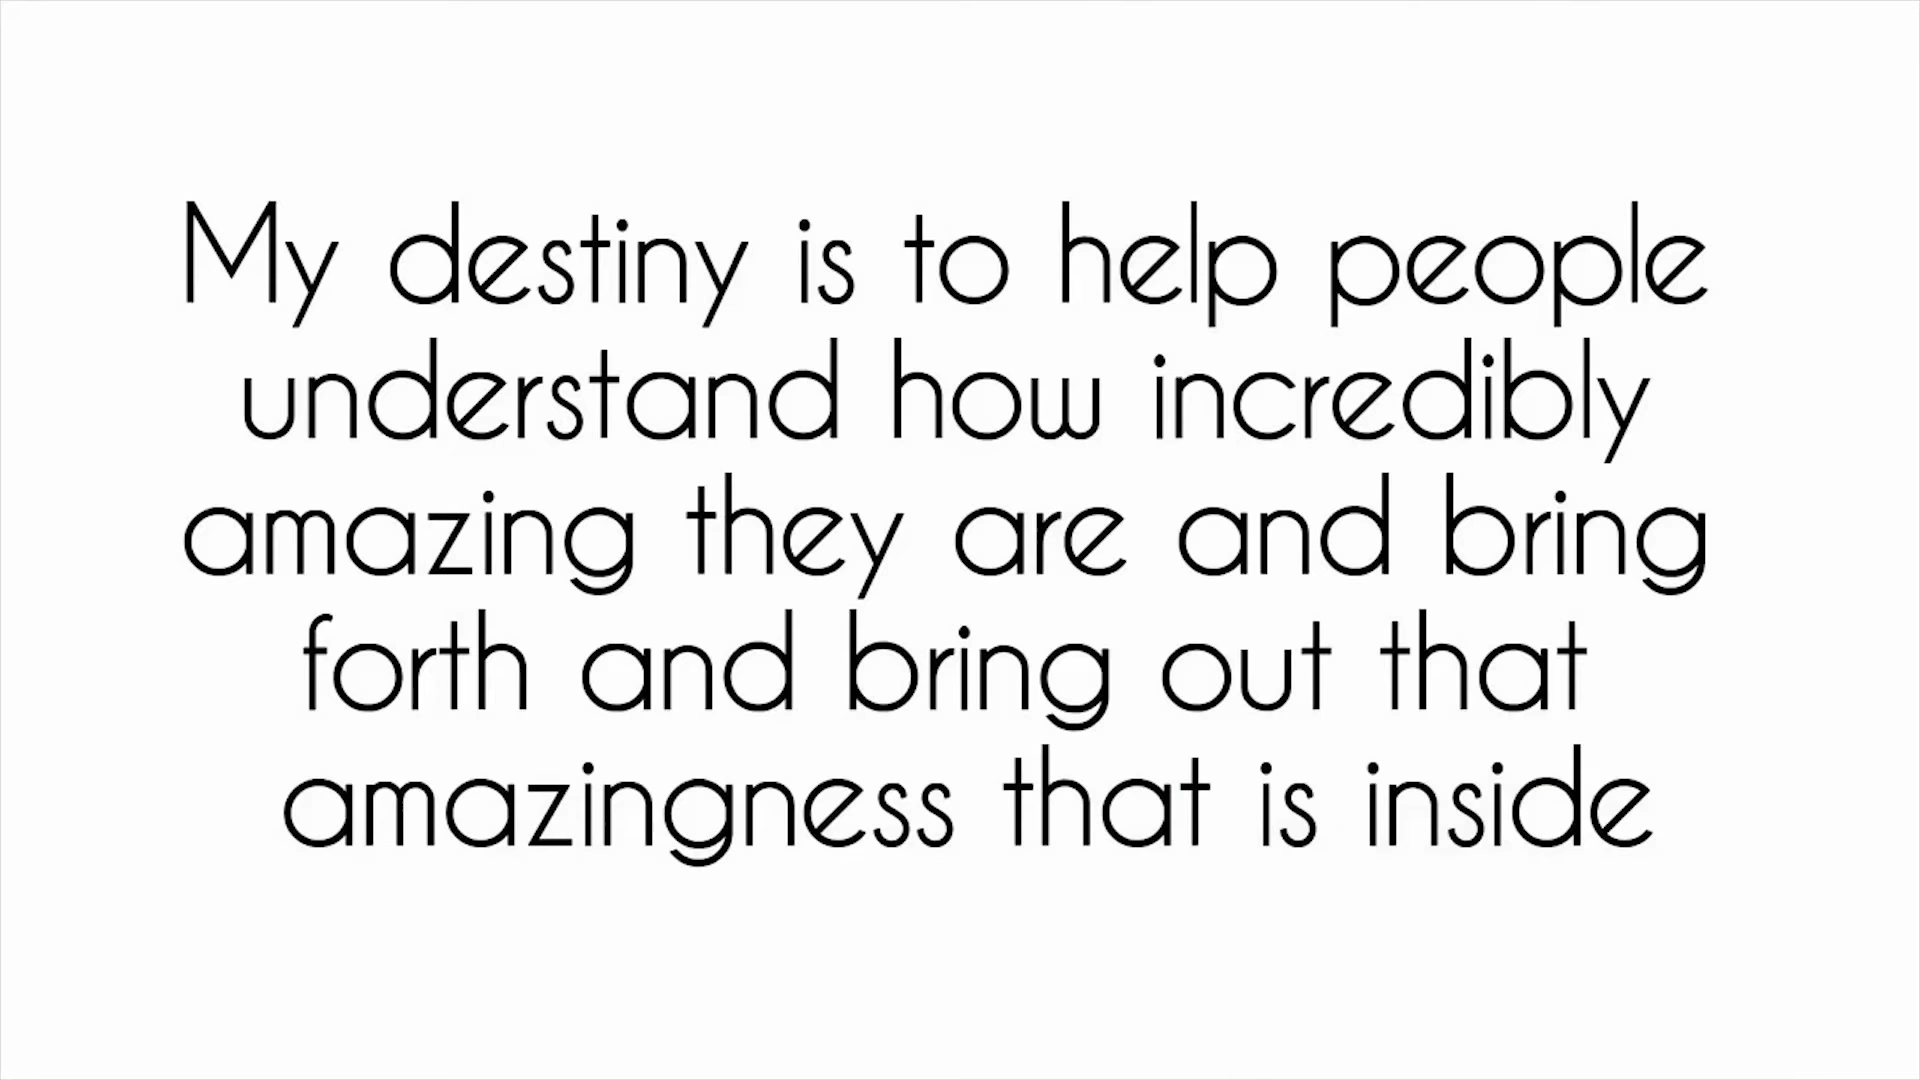 My destiny is to help people
understand how incredibly
amazing they are and bring
forth and bring out that
amazingness that is inside